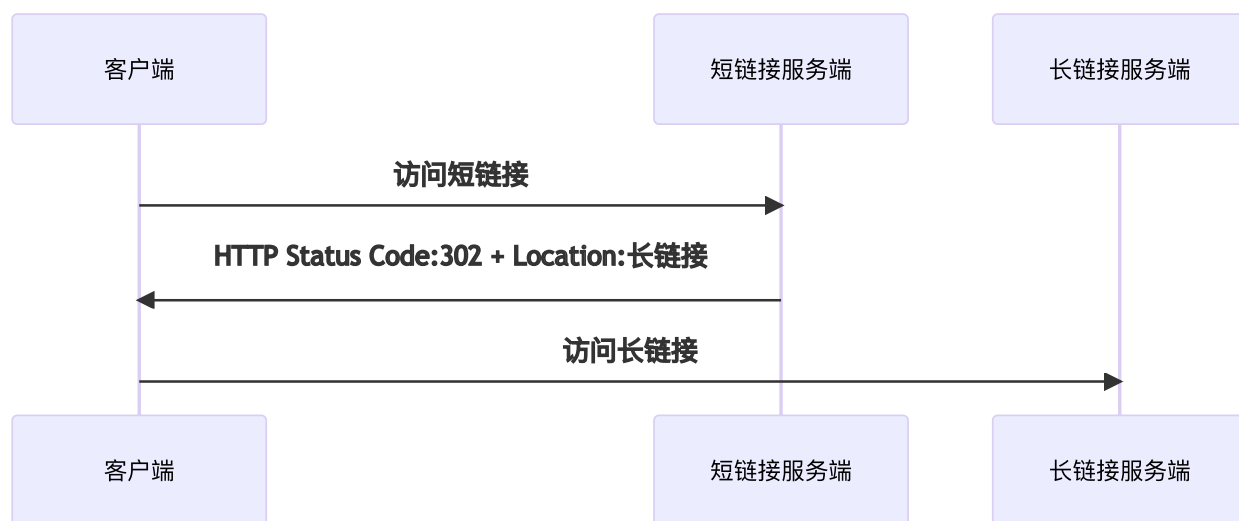 客户端
短链接服务端
长链接服务端
访问短链接
HTTP Status Code:302 + Location:长链接
访问长链接
客户端
短链接服务端
长链接服务端